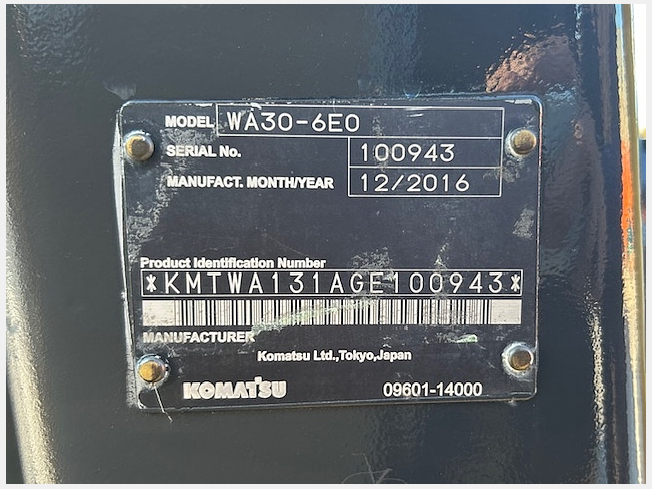 MODEL WA30-6E0
SERIAL No. 100943
MANUFACT. MONTH/YEAR 12/2016
Product Identification Number
*KMTWA131AGE100943*
MANUFACTURER
Komatsu Ltd.,Tokyo,Japan
KOMATSU 09601-14000